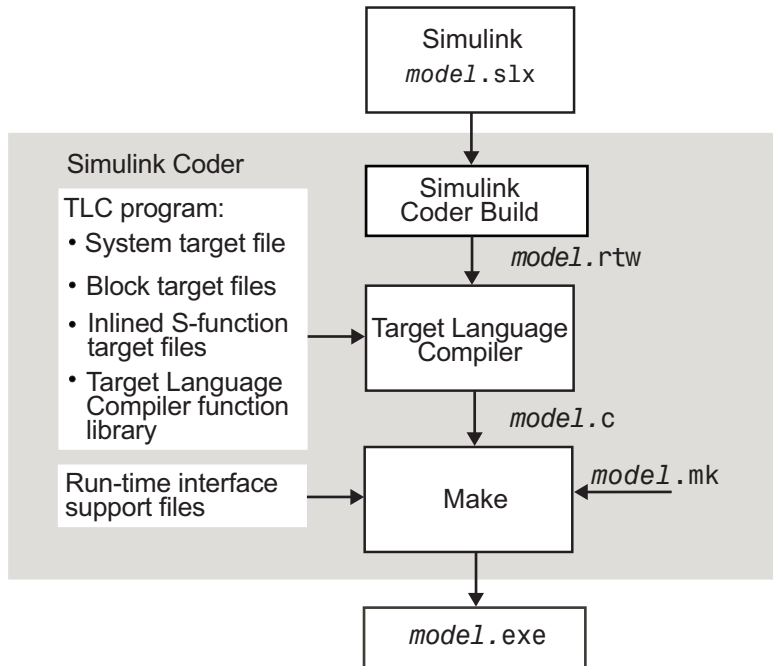 Simulink
model.slx
Simulink Coder
Simulink
Coder Build
TLC program:
• System target file
• Block target files
• Inlined S-function
target files
• Target Language
Compiler function
library
model.rtw
Target Language
Compiler
model.c
Run-time interface
support files
Make
model.mk
model.exe